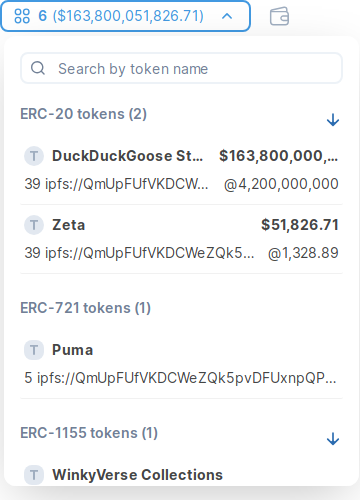 6 ($163,800,051,826.71)
Search by token name
ERC-20 tokens (2)
T DuckDuckGoose St... $163,800,000,...
39 ipfs://QmUpFUfVKDCW... @4,200,000,000
T Zeta $51,826.71
39 ipfs://QmUpFUfVKDCWeZQk5... @1,328.89
ERC-721 tokens (1)
T Puma
5 ipfs://QmUpFUfVKDCWeZQk5pvDFUxnpQP...
ERC-1155 tokens (1)
T WinkyVerse Collections